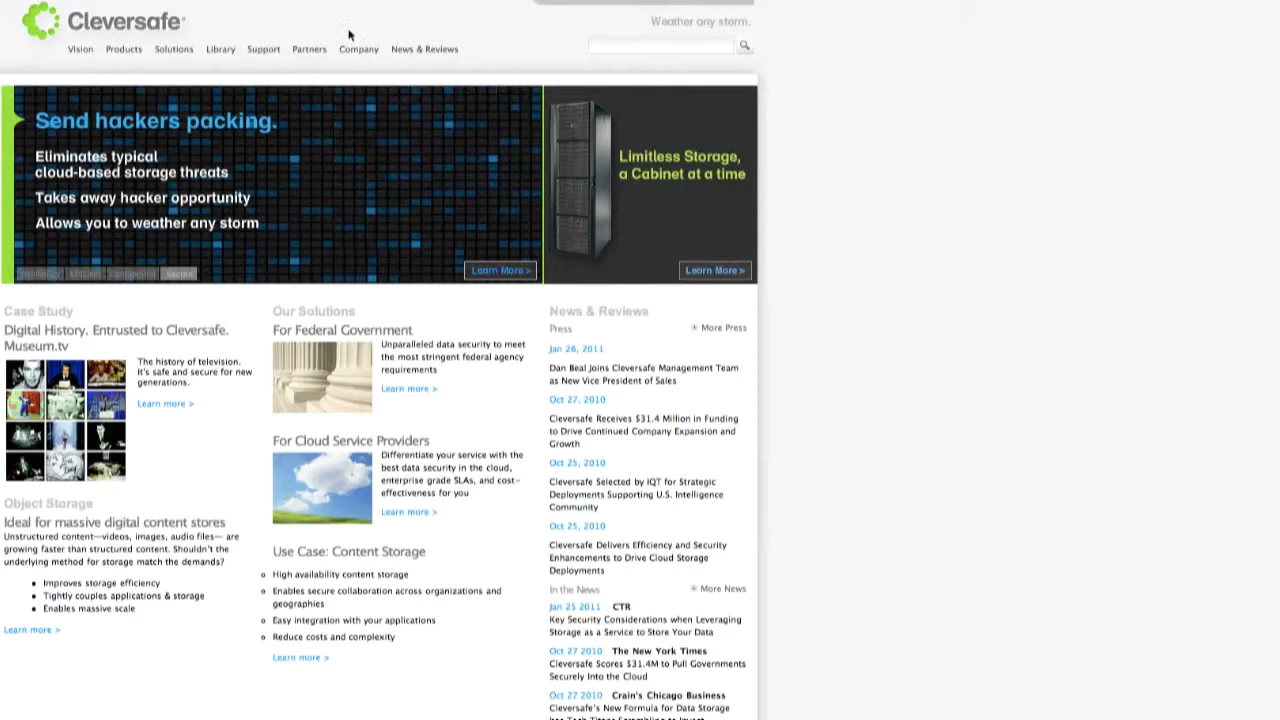 Cleversafe
Weather any storm.
Vision Products Solutions Library Support Partners Company News & Reviews
Send hackers packing.
Eliminates typical
cloud-based storage threats
Takes away hacker opportunity
Allows you to weather any storm
Secure
Learn More >
Limitless Storage,
a Cabinet at a time
Learn More >
Case Study
Digital History. Entrusted to Cleversafe.
Museum.tv
The history of television.
It's safe and secure for new
generations.
Learn more >
Object Storage
Ideal for massive digital content stores
Unstructured content—videos, images, audio files— are
growing faster than structured content. Shouldn't the
underlying method for storage match the demands?
Improves storage efficiency
Tightly couples applications & storage
Enables massive scale
Learn more >
Our Solutions
For Federal Government
Unparalleled data security to meet
the most stringent federal agency
requirements
Learn more >
For Cloud Service Providers
Differentiate your service with the
best data security in the cloud,
enterprise grade SLAs, and cost-
effectiveness for you
Learn more >
Use Case: Content Storage
High availability content storage
Enables secure collaboration across organizations and
geographies
Easy integration with your applications
Reduce costs and complexity
Learn more >
News & Reviews
Press
More Press
Jan 26, 2011
Dan Beal Joins Cleversafe Management Team
as New Vice President of Sales
Oct 27, 2010
Cleversafe Receives $31.4 Million in Funding
to Drive Continued Company Expansion and
Growth
Oct 25, 2010
Cleversafe Selected by IQT for Strategic
Deployments Supporting U.S. Intelligence
Community
Oct 25, 2010
Cleversafe Delivers Efficiency and Security
Enhancements to Drive Cloud Storage
Deployments
In the News
More News
Jan 25 2011 CTR
Key Security Considerations when Leveraging
Storage as a Service to Store Your Data
Oct 27 2010 The New York Times
Cleversafe Scores $31.4M to Pull Governments
Securely Into the Cloud
Oct 27 2010 Crain's Chicago Business
Cleversafe's New Formula for Data Storage